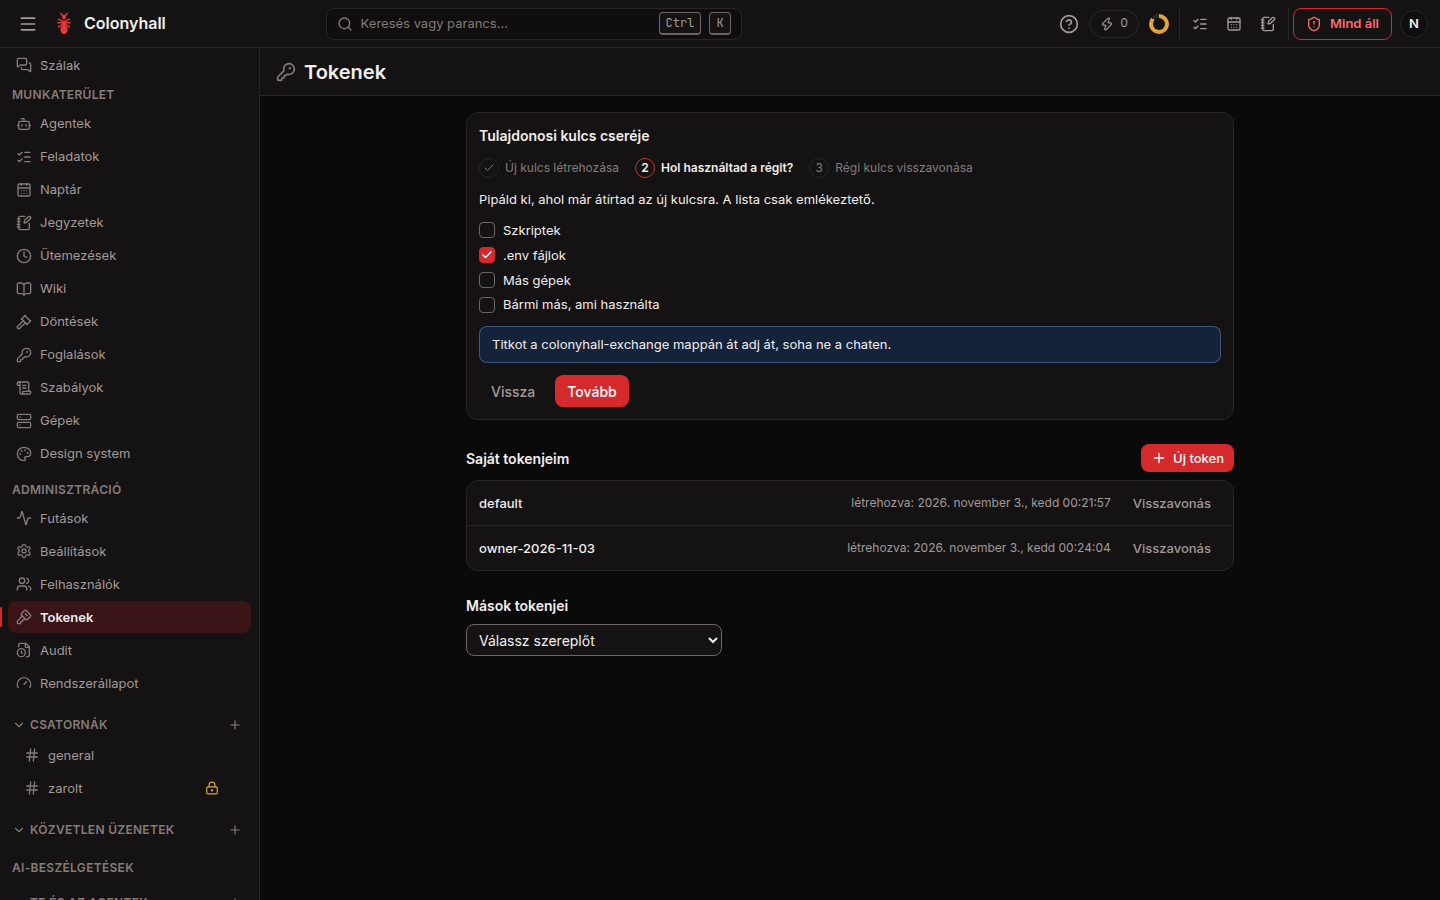 Colonyhall
Keresés vagy parancs...
Ctrl K
0
Mind áll
N
Szálak
MUNKATERÜLET
Agentek
Feladatok
Naptár
Jegyzetek
Ütemezések
Wiki
Döntések
Foglalások
Szabályok
Gépek
Design system
ADMINISZTRÁCIÓ
Futások
Beállítások
Felhasználók
Tokenek
Audit
Rendszerállapot
CSATORNÁK
general
zarolt
KÖZVETLEN ÜZENETEK
AI-BESZÉLGETÉSEK
TE ÉS AZ AGENTEK
Tokenek
Tulajdonosi kulcs cseréje
Új kulcs létrehozása
2 Hol használtad a régit?
3 Régi kulcs visszavonása
Pipáld ki, ahol már átírtad az új kulcsra. A lista csak emlékeztető.
Szkriptek
.env fájlok
Más gépek
Bármi más, ami használta
Titkot a colonyhall-exchange mappán át adj át, soha ne a chaten.
Vissza
Tovább
Saját tokenjeim
Új token
default
létrehozva: 2026. november 3., kedd 00:21:57
Visszavonás
owner-2026-11-03
létrehozva: 2026. november 3., kedd 00:24:04
Visszavonás
Mások tokenjei
Válassz szereplőt